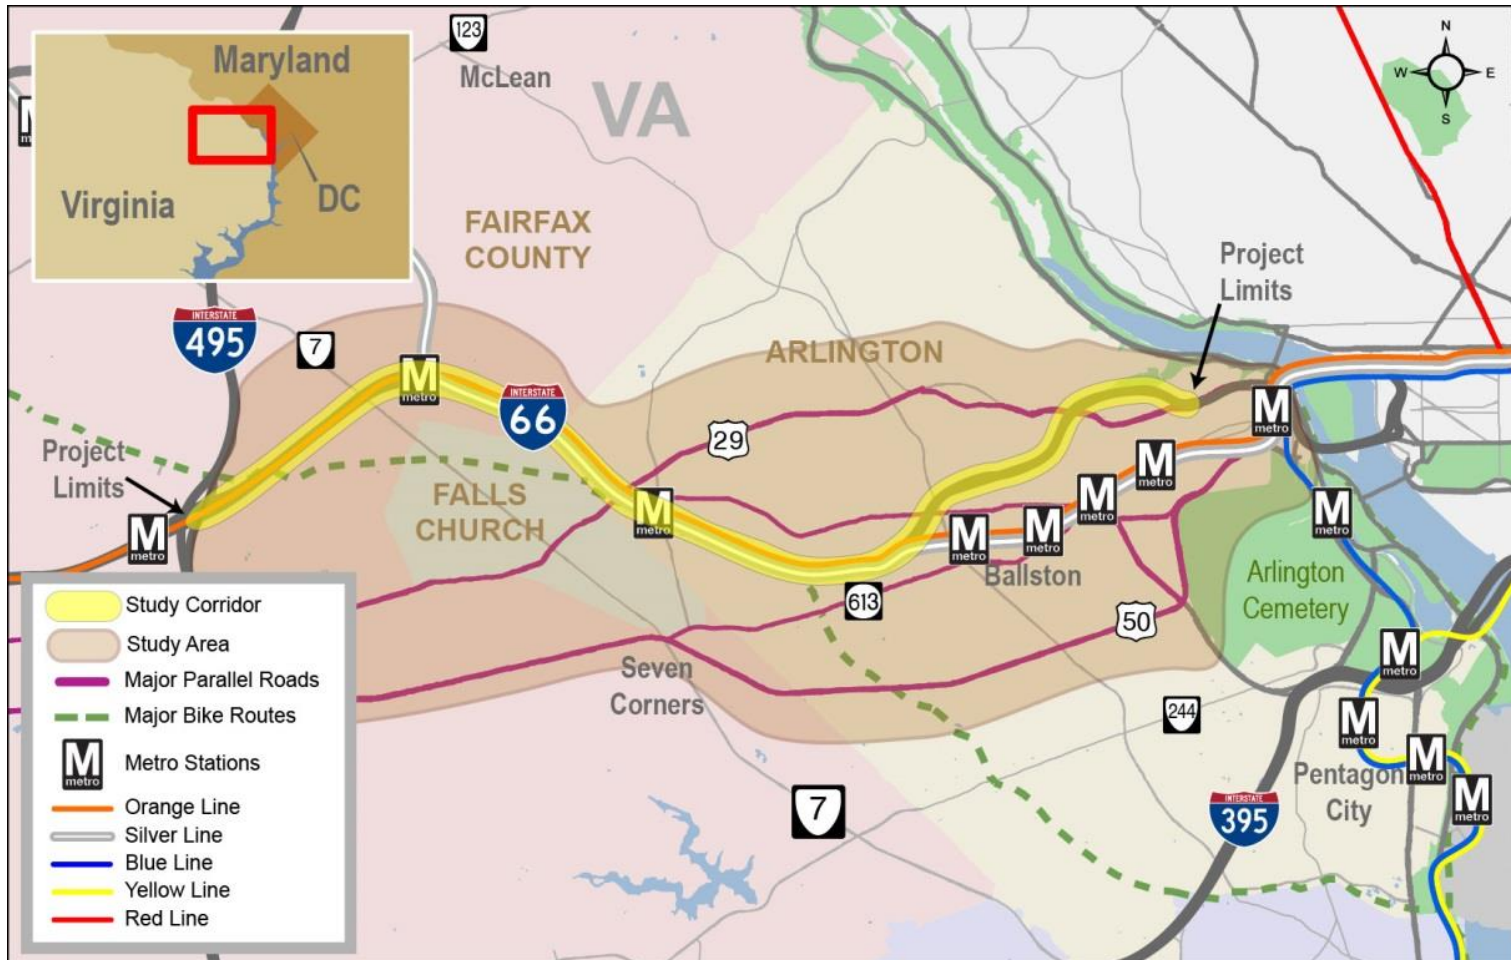 123
McLean
VA
N
W
E
S
Maryland
Virginia
DC
M
FAIRFAX
COUNTY
INTERSTATE
495
7
M
metro
INTERSTATE
66
ARLINGTON
Project
Limits
29
M
metro
Project
Limits
M
metro
FALLS
CHURCH
M
metro
M
metro
M
metro
M
metro
M
metro
M
metro
Ballston
613
Arlington
Cemetery
50
Seven
Corners
244
M
metro
M
metro
M
metro
M
metro
Pentagon
City
7
INTERSTATE
395
Study Corridor
Study Area
Major Parallel Roads
Major Bike Routes
M
metro
Metro Stations
Orange Line
Silver Line
Blue Line
Yellow Line
Red Line